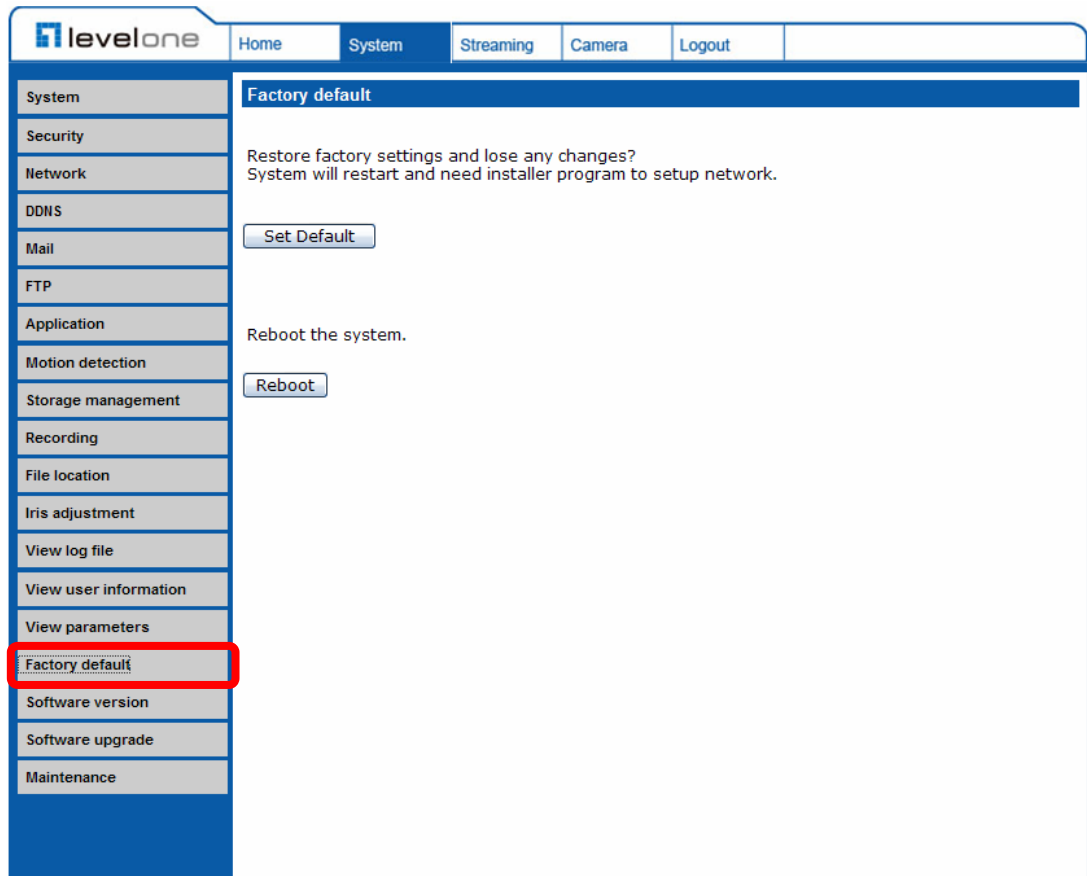 levelone
Home
System
Streaming
Camera
Logout
System
Security
Network
DDNS
Mail
FTP
Application
Motion detection
Storage management
Recording
File location
Iris adjustment
View log file
View user information
View parameters
Factory default
Software version
Software upgrade
Maintenance
Factory default
Restore factory settings and lose any changes?
System will restart and need installer program to setup network.
Set Default
Reboot the system.
Reboot